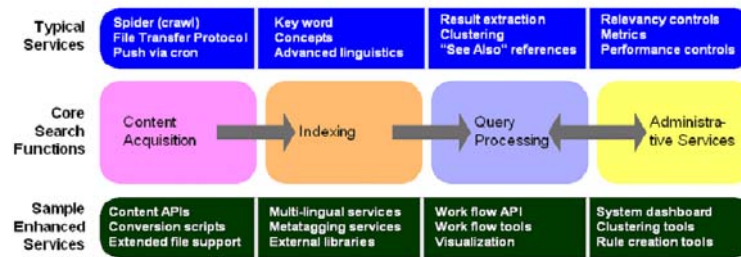 Typical
Services
Spider (crawl)
File Transfer Protocol
Push via cron
Key word
Concepts
Advanced linguistics
Result extraction
Clustering
"See Also" references
Relevancy controls
Metrics
Performance controls
Core
Search
Functions
Content
Acquisition
Indexing
Query
Processing
Administra-
tive Services
Sample
Enhanced
Services
Content APIs
Conversion scripts
Extended file support
Multi-lingual services
Metatagging services
External libraries
Work flow API
Work flow tools
Visualization
System dashboard
Clustering tools
Rule creation tools